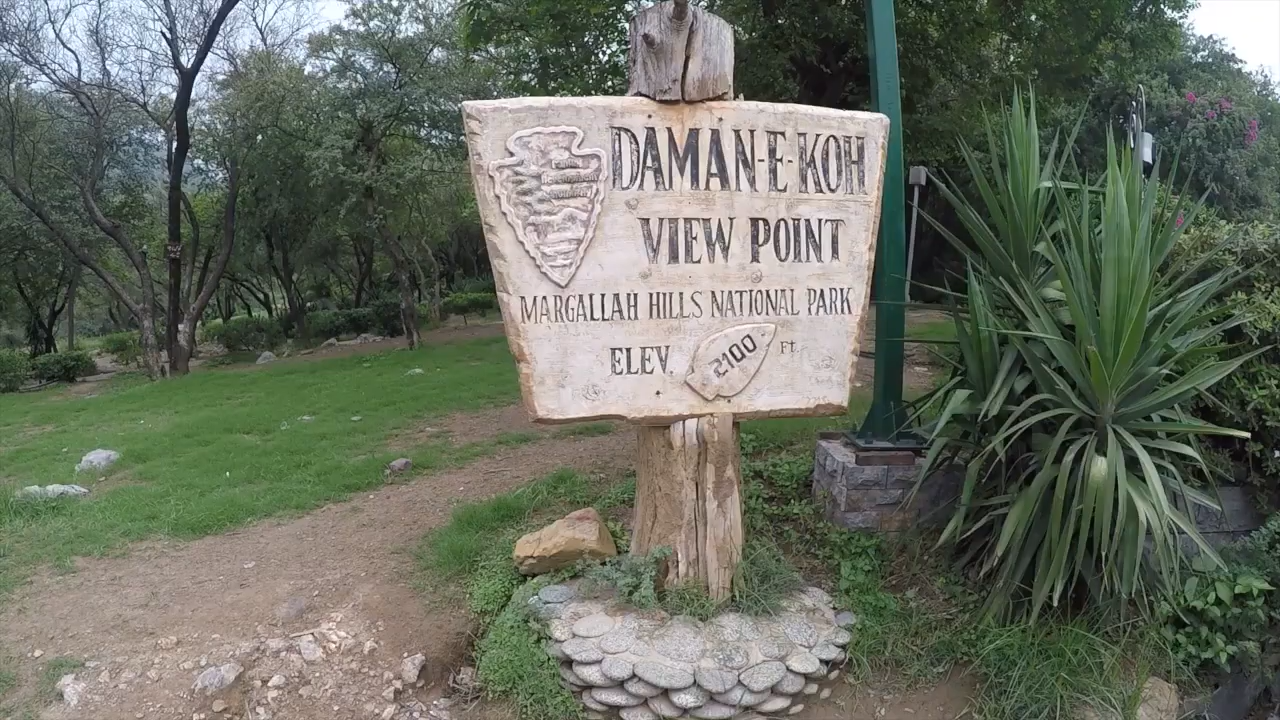 DAMAN-E-KOH
VIEW POINT
MARGALLAH HILLS NATIONAL PARK
ELEV. 2100 Ft.